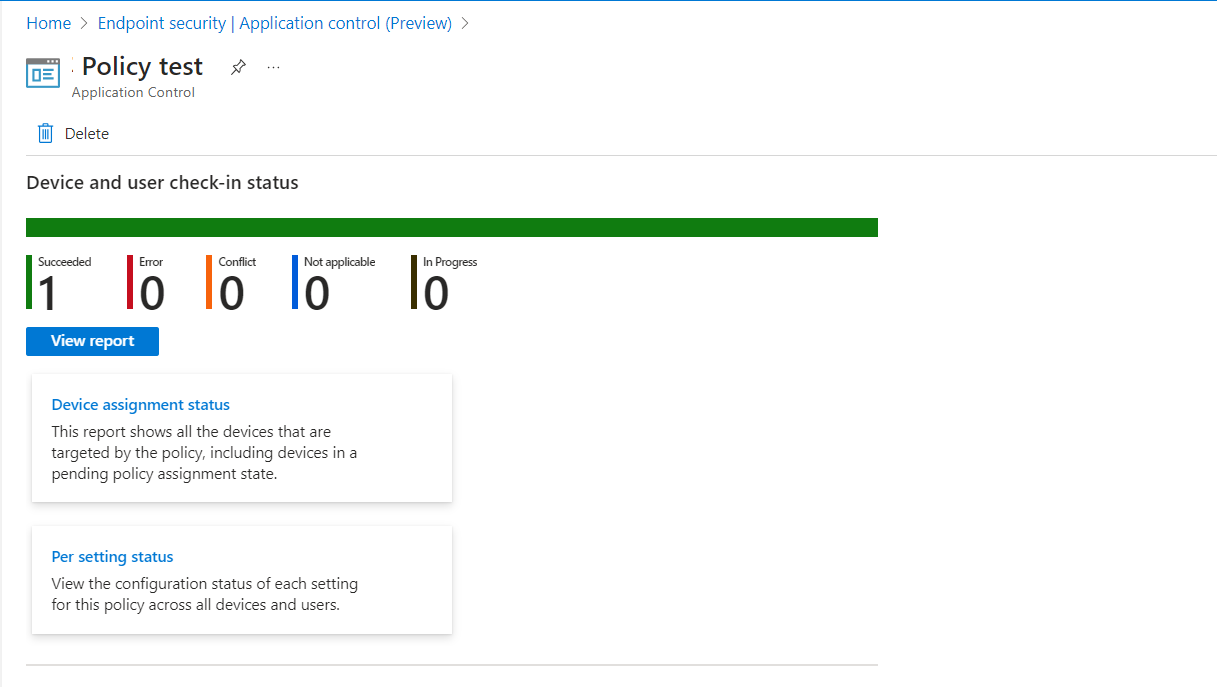 Home > Endpoint security | Application control (Preview) >
Policy test ...
Application Control
Delete
Device and user check-in status
Succeeded Error Conflict Not applicable In Progress
1 0 0 0 0
View report
Device assignment status
This report shows all the devices that are
targeted by the policy, including devices in a
pending policy assignment state.
Per setting status
View the configuration status of each setting
for this policy across all devices and users.